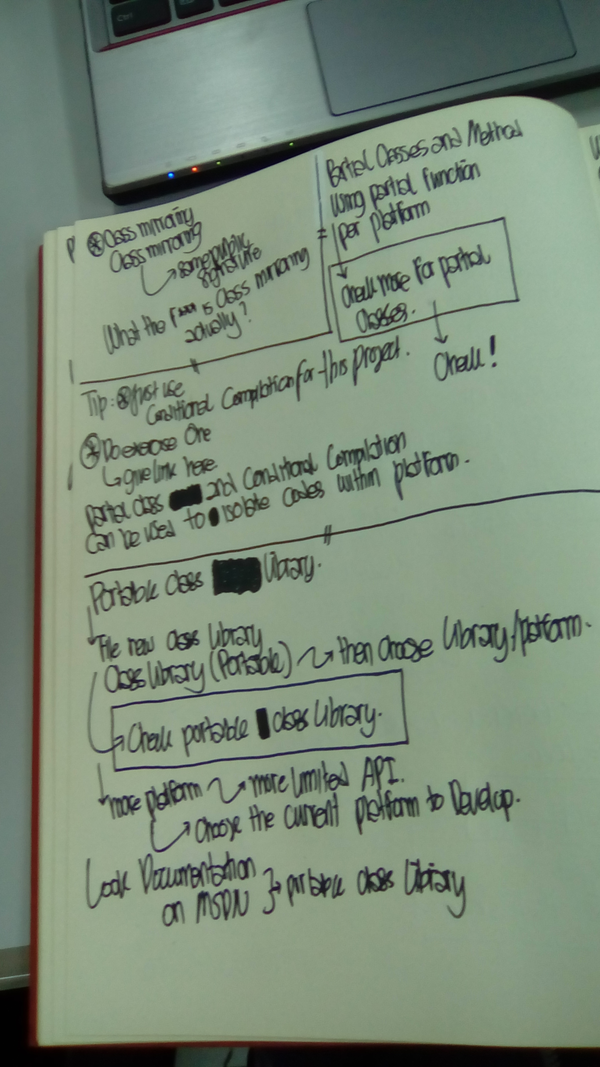 Class mirroring
Class mirroring
same public
signature
What the is Class mirroring
actually?
Partial Classes and Method
Using partial function
per platform
Check more for partial
classes.
Check!
Tip: Just use
Conditional Compilation for this project.
Do exercise One
give link here
partial class and Conditional Compilation
can be used to isolate codes within platform.
Portable class Library.
File new class library
Class library (Portable) then choose Library/platform.
Check portable class library.
more platform more limited API.
Choose the current platform to Develop.
Look Documentation
on MSDN portable class library
Ctrl